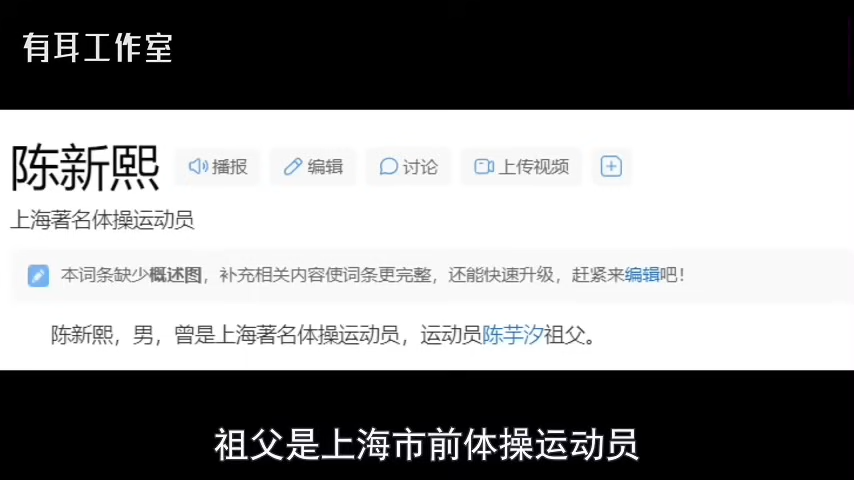 有耳工作室
陈新熙 播报 编辑 讨论 上传视频
上海著名体操运动员
本词条缺少概述图，补充相关内容使词条更完整，还能快速升级，赶紧来编辑吧！
陈新熙，男，曾是上海著名体操运动员，运动员陈芋汐祖父。
祖父是上海市前体操运动员